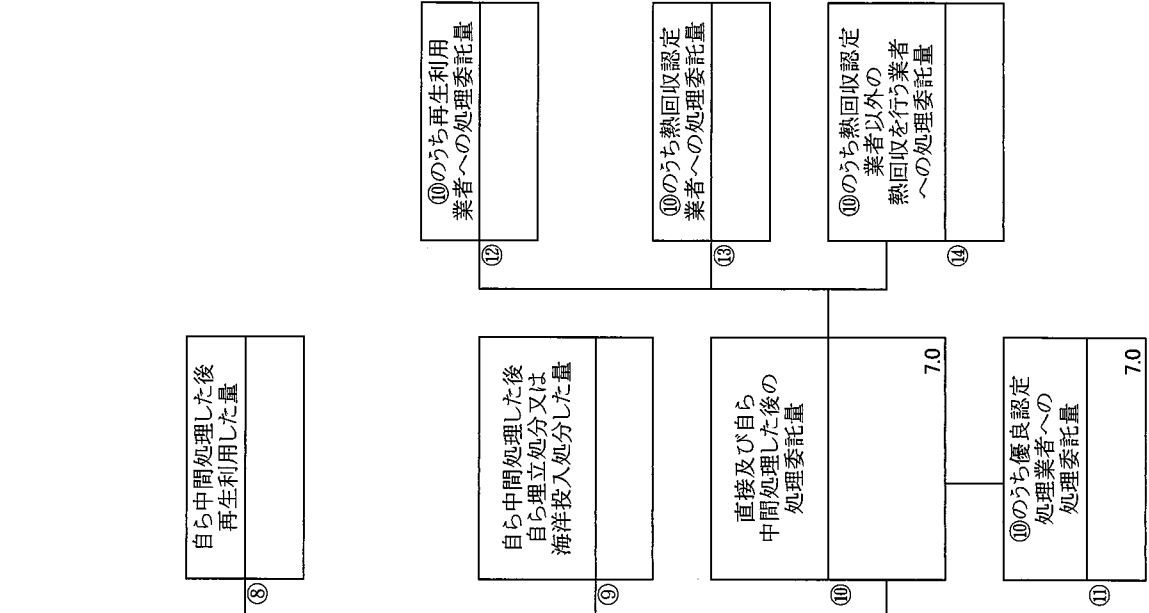 自ら中間処理した後
再生利用した量
⑧
自ら中間処理した後
自ら埋立処分又は
海洋投入処分した量
⑨
直接及び自ら
中間処理した後の
処理委託量
7.0
⑩
⑩のうち優良認定
処理業者への
処理委託量
7.0
⑪
⑩のうち再生利用
業者への処理委託量
⑫
⑩のうち熱回収認定
業者への処理委託量
⑬
⑩のうち熱回収認定
業者以外の
熱回収を行う業者
への処理委託量
⑭